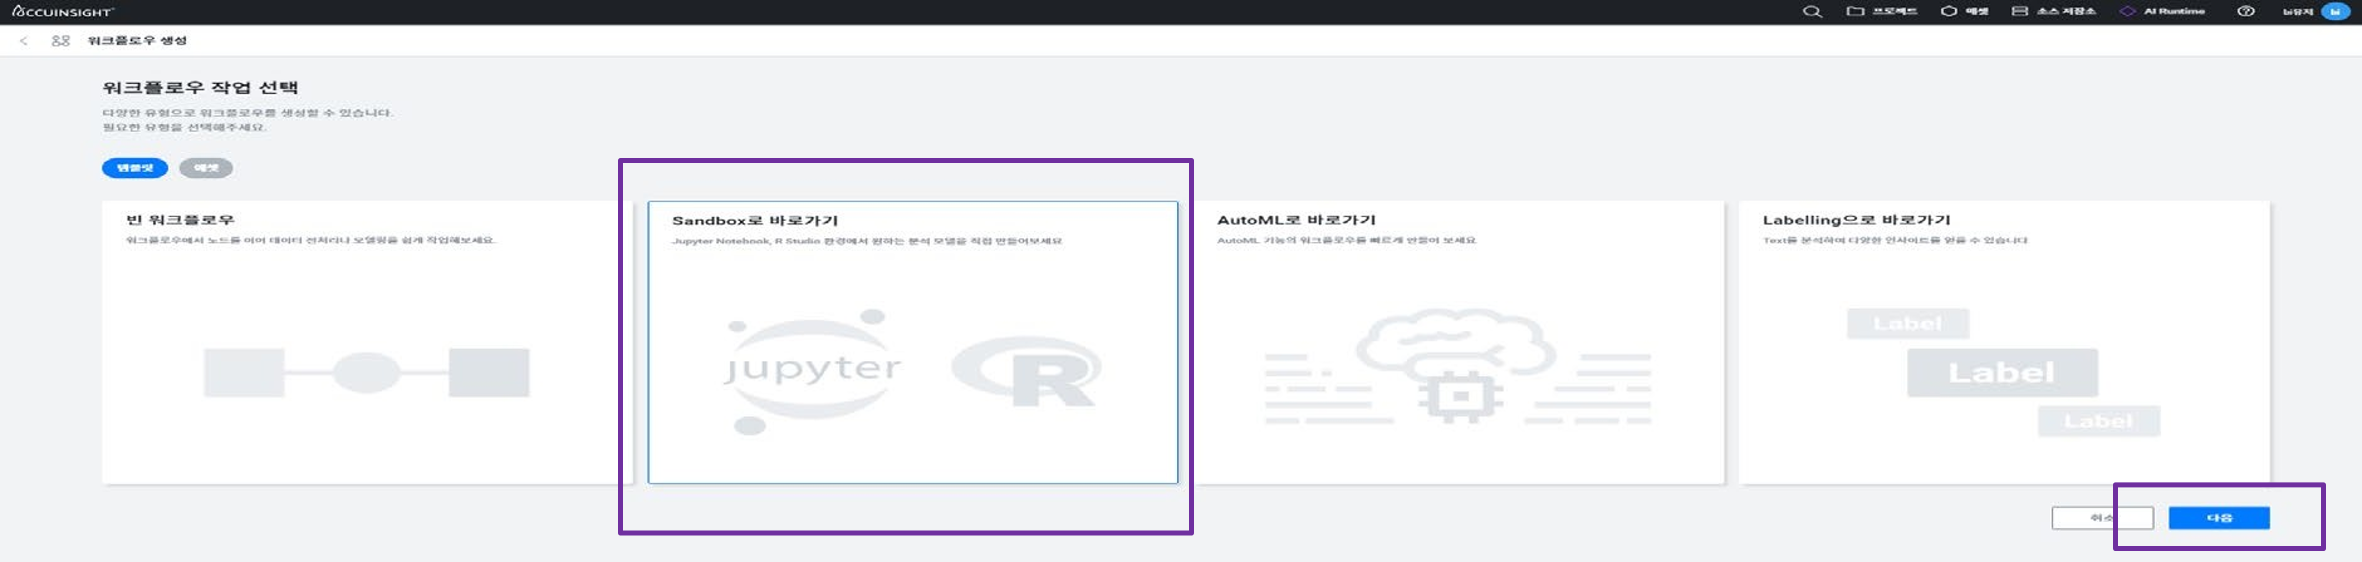 ACCUINSIGHT
프로젝트 에셋 소스 저장소 AI Runtime
워크플로우 생성
워크플로우 작업 선택
다양한 유형으로 워크플로우를 생성할 수 있습니다.
필요한 유형을 선택해주세요.
템플릿 에셋
빈 워크플로우
워크플로우에서 노드를 이어 데이터 전처리나 모델링을 쉽게 작업해보세요.
Sandbox로 바로가기
Jupyter Notebook, R Studio 환경에서 원하는 분석 모델을 직접 만들어보세요
jupyter R
AutoML로 바로가기
AutoML 기능의 워크플로우를 빠르게 만들어 보세요
Labelling으로 바로가기
Text를 분석하여 다양한 인사이트를 얻을 수 있습니다
Label
Label
Label
취소 다음